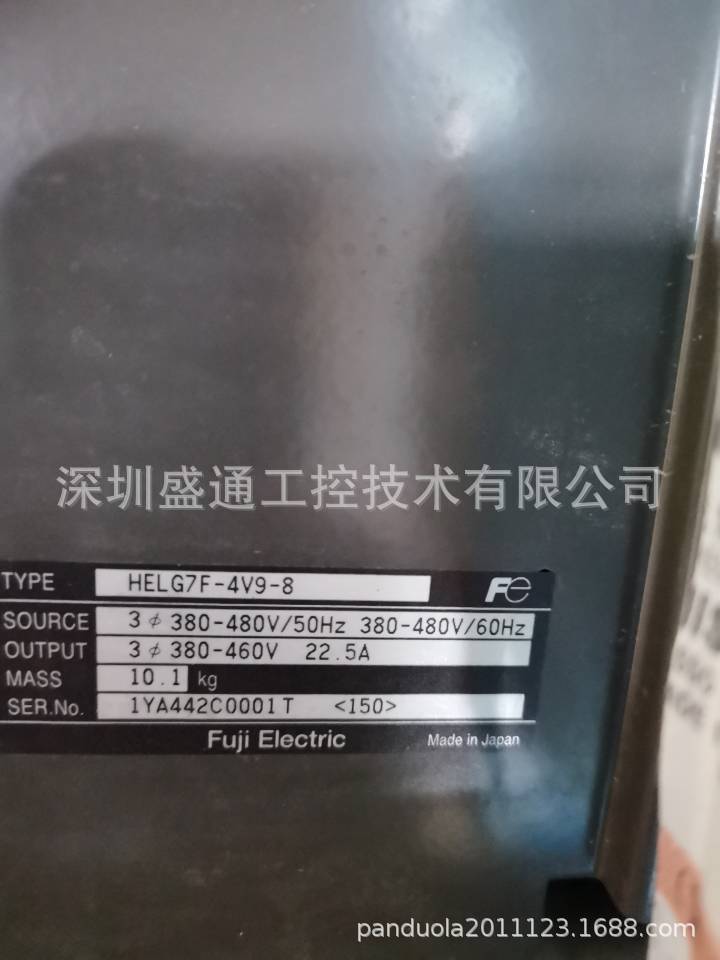 深圳盛通工控技术有限公司
TYPE HELG7F-4V9-8 Fe
SOURCE 3φ 380-480V/50Hz 380-480V/60Hz
OUTPUT 3φ 380-460V 22.5A
MASS 10.1 kg
SER.No. 1YA442C0001T <150>
Fuji Electric Made in Japan
panduola2011123.1688.com